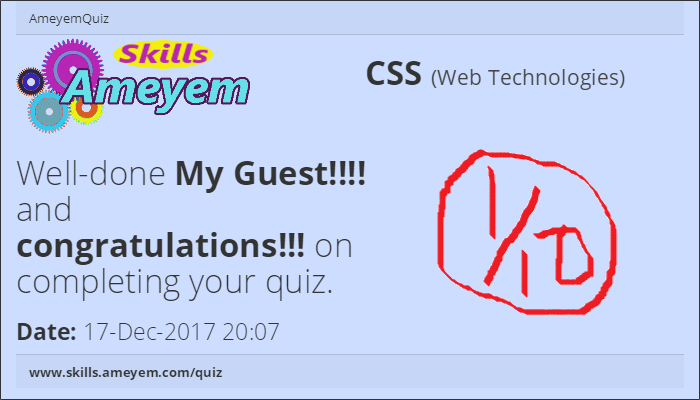 AmeyemQuiz
Skills
Ameyem
CSS (Web Technologies)
Well-done My Guest!!!!
and
congratulations!!! on
completing your quiz.
1/10
Date: 17-Dec-2017 20:07
www.skills.ameyem.com/quiz